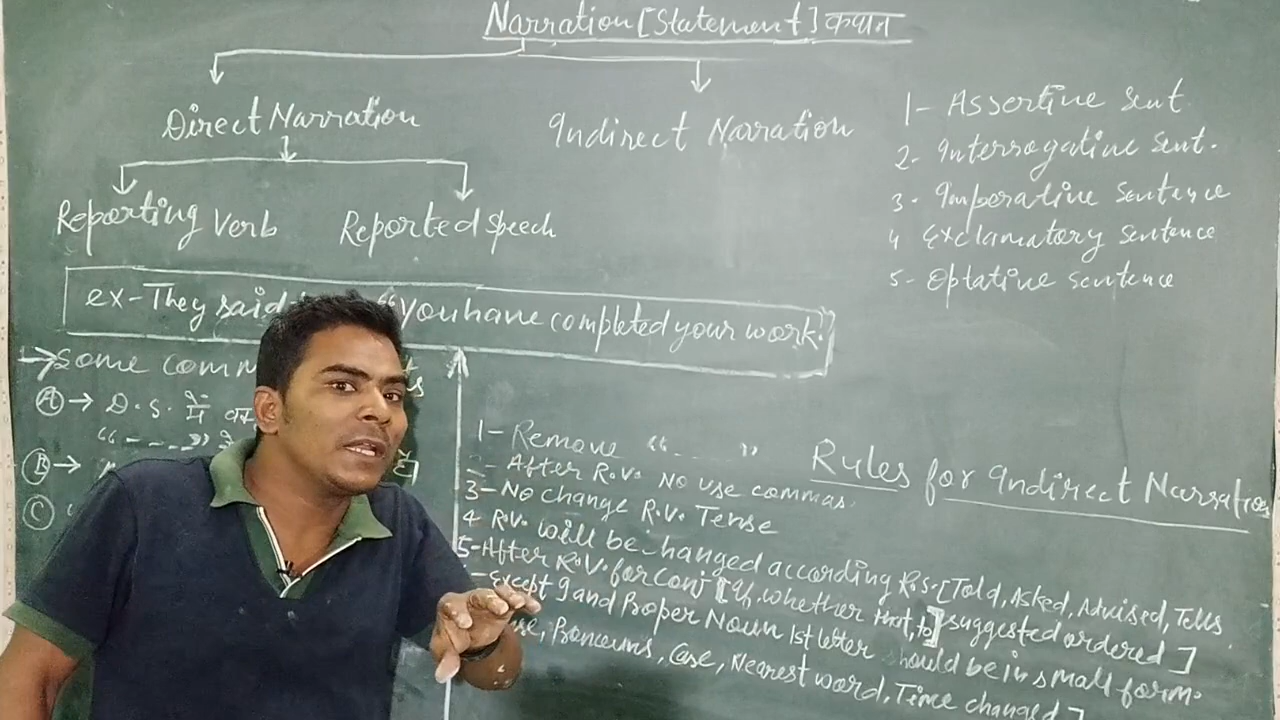 Narration [Statement] कथन
Direct Narration
Indirect Narration
Reporting Verb
Reported Speech
1- Assertive Sent
2- Interrogative Sent.
3- Imperative Sentence
4 Exclamatory Sentence
5- Optative sentence
ex- They said “You have completed your work.”
→ Some comm
Ⓐ → D.S. में
“ - - - ”
Ⓑ →
Ⓒ
Rules for Indirect Narration
1- Remove “ ..... ”
- After R.V. No use commas.
3- No change R.V. Tense
4 R.V. will be changed according R.S. [Told, Asked, Advised, Tells
suggested ordered]
5- After R.V. for Conj [If, whether that, to]
- Except I and Proper Noun 1st letter should be in small form.
Pronouns, Case, Nearest word, Time changed]